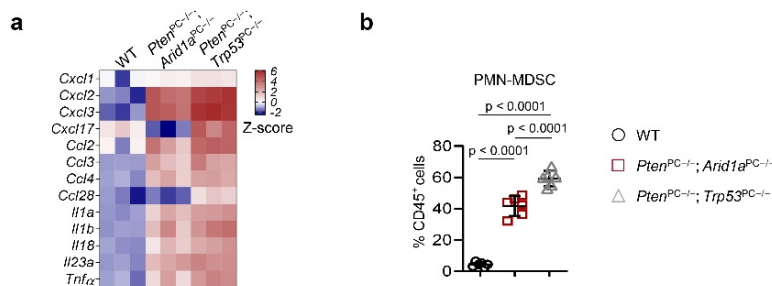 a
WT
Pten^PC−/−;
Arid1a^PC−/−
Pten^PC−/−;
Trp53^PC−/−
Cxcl1
Cxcl2
Cxcl3
Cxcl17
Ccl2
Ccl3
Ccl4
Ccl28
Il1a
Il1b
Il18
Il23a
Tnfα
6
4
2
0
-2
Z-score
b
PMN-MDSC
p < 0.0001
p < 0.0001
p < 0.0001
80
60
40
20
0
% CD45⁺ cells
WT
Pten^PC−/−; Arid1a^PC−/−
Pten^PC−/−; Trp53^PC−/−